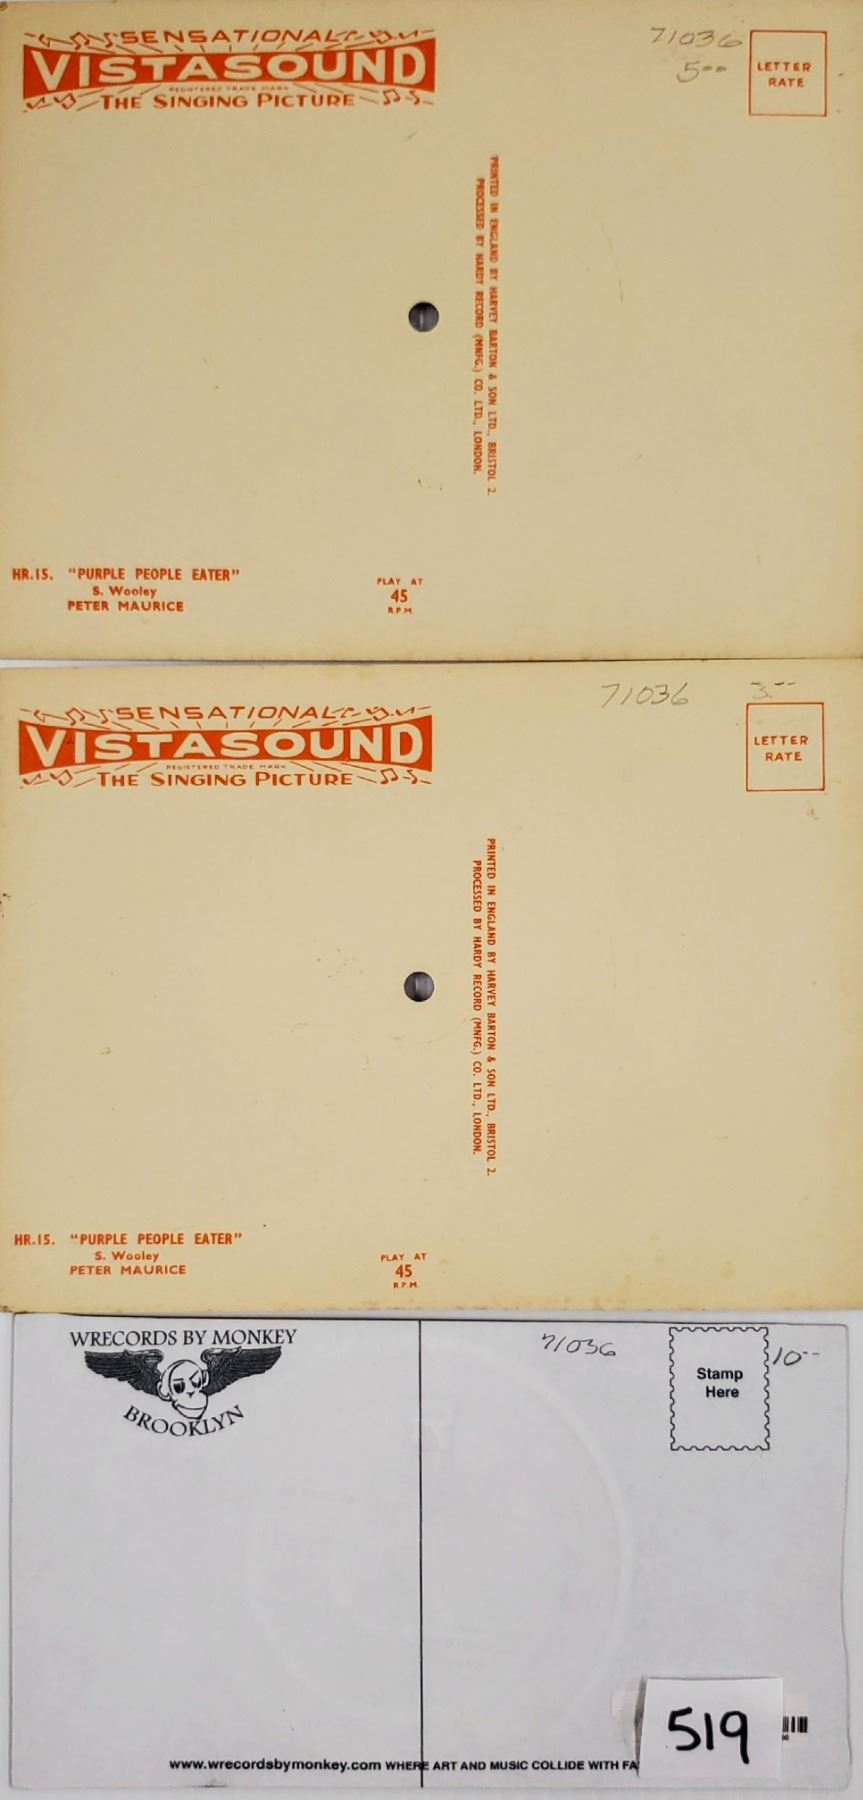 SENSATIONAL
VISTASOUND
REGISTERED TRADE MARK
THE SINGING PICTURE
71036
5--
LETTER
RATE
PRINTED IN ENGLAND BY HARVEY BARTON & SON LTD., BRISTOL 2.
PROCESSED BY HARDY RECORD (MNFG.) CO. LTD., LONDON.
HR.15. "PURPLE PEOPLE EATER"
S. Wooley
PETER MAURICE
PLAY AT
45
R.P.M.
SENSATIONAL
VISTASOUND
REGISTERED TRADE MARK
THE SINGING PICTURE
71036
3--
LETTER
RATE
PRINTED IN ENGLAND BY HARVEY BARTON & SON LTD., BRISTOL 2.
PROCESSED BY HARDY RECORD (MNFG.) CO. LTD., LONDON.
HR.15. "PURPLE PEOPLE EATER"
S. Wooley
PETER MAURICE
PLAY AT
45
R.P.M.
WRECORDS BY MONKEY
BROOKLYN
71036
10--
Stamp
Here
519
www.wrecordsbymonkey.com WHERE ART AND MUSIC COLLIDE WITH FA